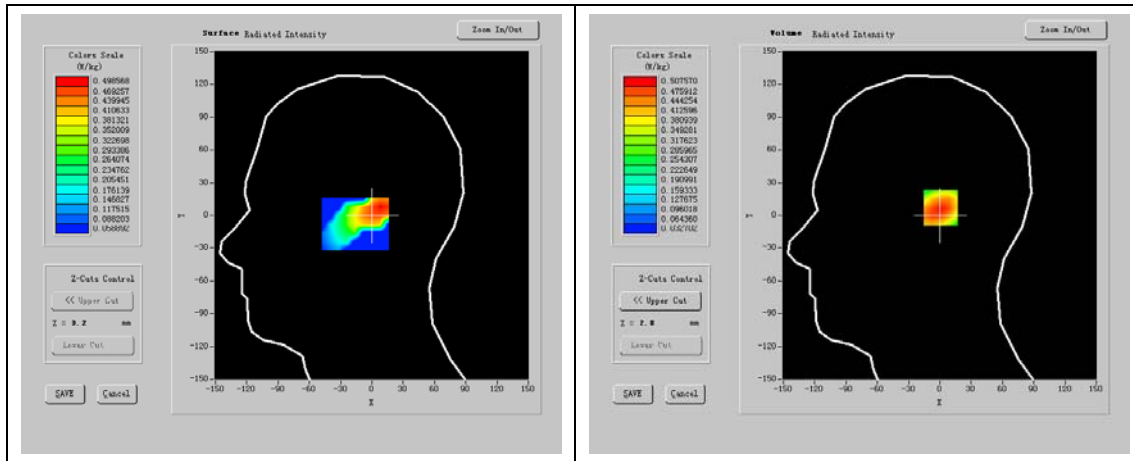 Surface Radiated Intensity
Zoom In/Out
Colors Scale
(W/kg)
0.498568
0.469257
0.439945
0.410633
0.381321
0.352009
0.322698
0.293386
0.264074
0.234762
0.205451
0.176139
0.146827
0.117515
0.088203
0.058892
Z-Cuts Control
<< Upper Cut
mm
Lower Cut
SAVE
Cancel
150
120
90
60
30
0
-30
-60
-90
-120
-150
Y
-150 -120 -90 -60 -30 0 30 60 90 120 150
X
Volume Radiated Intensity
Zoom In/Out
Colors Scale
(W/kg)
0.507570
0.475912
0.444254
0.412596
0.380939
0.349281
0.317623
0.285965
0.254307
0.222649
0.190991
0.159333
0.127675
0.096018
0.064360
0.032702
Z-Cuts Control
<< Upper Cut
mm
Lower Cut
SAVE
Cancel
150
120
90
60
30
0
-30
-60
-90
-120
-150
Y
-150 -120 -90 -60 -30 0 30 60 90 120 150
X